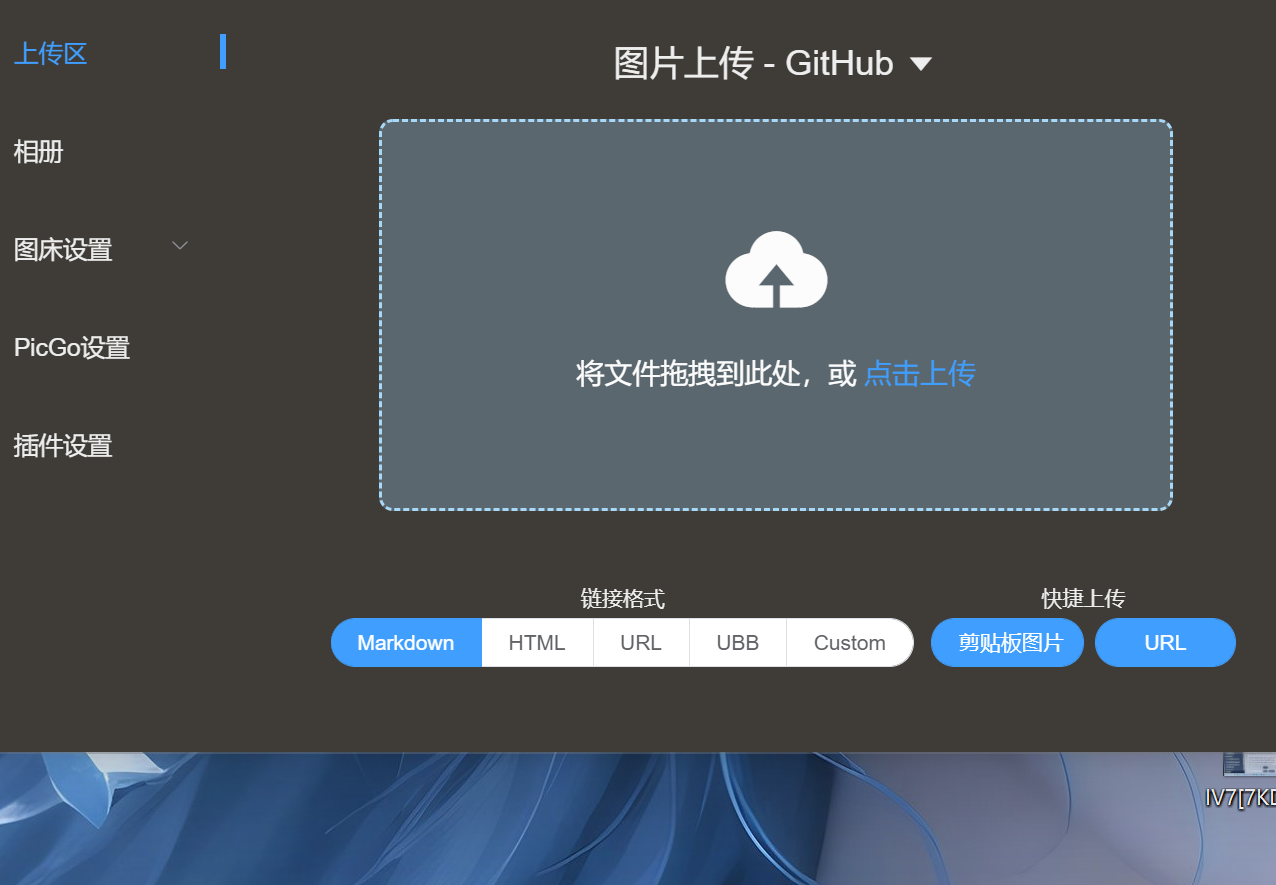 上传区
相册
图床设置
PicGo设置
插件设置
图片上传 - GitHub
将文件拖拽到此处，或 点击上传
链接格式
Markdown HTML URL UBB Custom
快捷上传
剪贴板图片 URL
IV7[7K